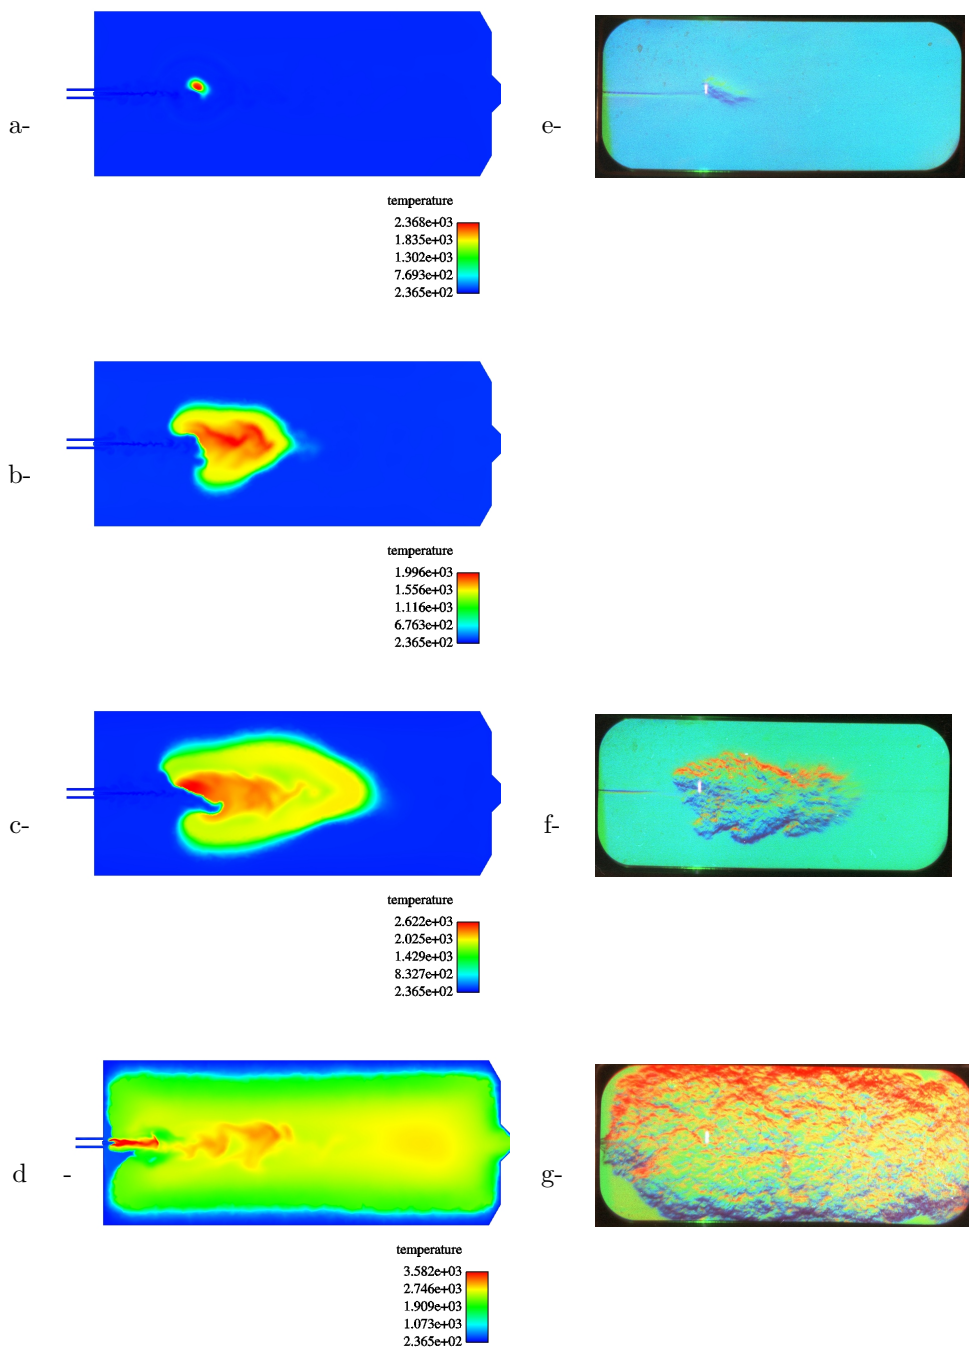 a-
e-
temperature
2.368e+03
1.835e+03
1.302e+03
7.693e+02
2.365e+02
b-
temperature
1.996e+03
1.556e+03
1.116e+03
6.763e+02
2.365e+02
c-
f-
temperature
2.622e+03
2.025e+03
1.429e+03
8.327e+02
2.365e+02
d -
g-
temperature
3.582e+03
2.746e+03
1.909e+03
1.073e+03
2.365e+02